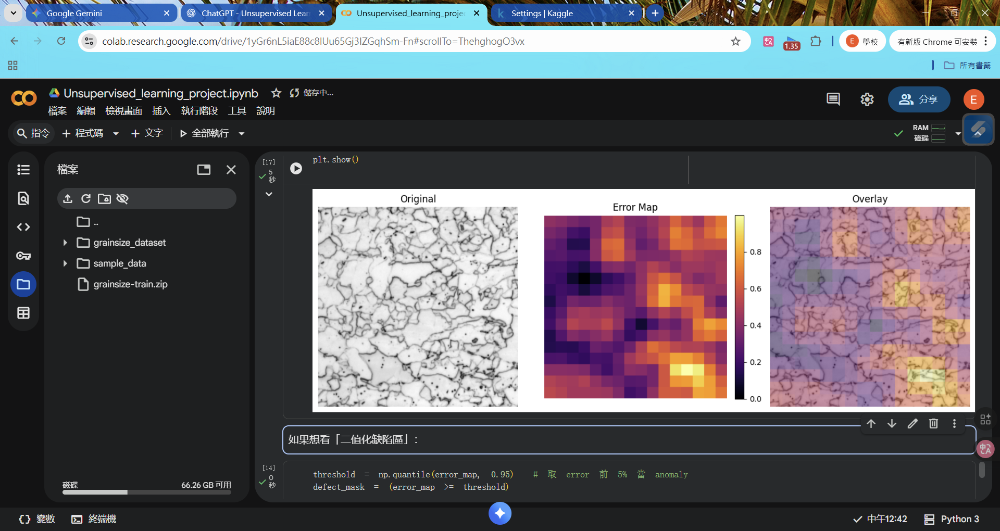 Google Gemini
ChatGPT - Unsupervised Lear
Unsupervised_learning_projec
Settings | Kaggle
colab.research.google.com/drive/1yGr6nL5iaE88c8lUu65Gj3IZGqhSm-Fn#scrollTo=ThehghogO3vx
1.35
E 學校
有新版 Chrome 可安裝
所有書籤
Unsupervised_learning_project.ipynb
儲存中...
檔案 編輯 檢視畫面 插入 執行階段 工具 說明
分享
E
指令 + 程式碼 + 文字 全部執行
RAM
磁碟
檔案
..
grainsize_dataset
sample_data
grainsize-train.zip
磁碟 66.26 GB 可用
[17]
5
秒
plt.show()
Original
Error Map
Overlay
0.8
0.6
0.4
0.2
0.0
如果想看「二值化缺陷區」:
[14]
0
秒
threshold = np.quantile(error_map, 0.95) # 取 error 前 5% 當 anomaly
defect_mask = (error_map >= threshold)
{} 變數 終端機
中午12:42 Python 3